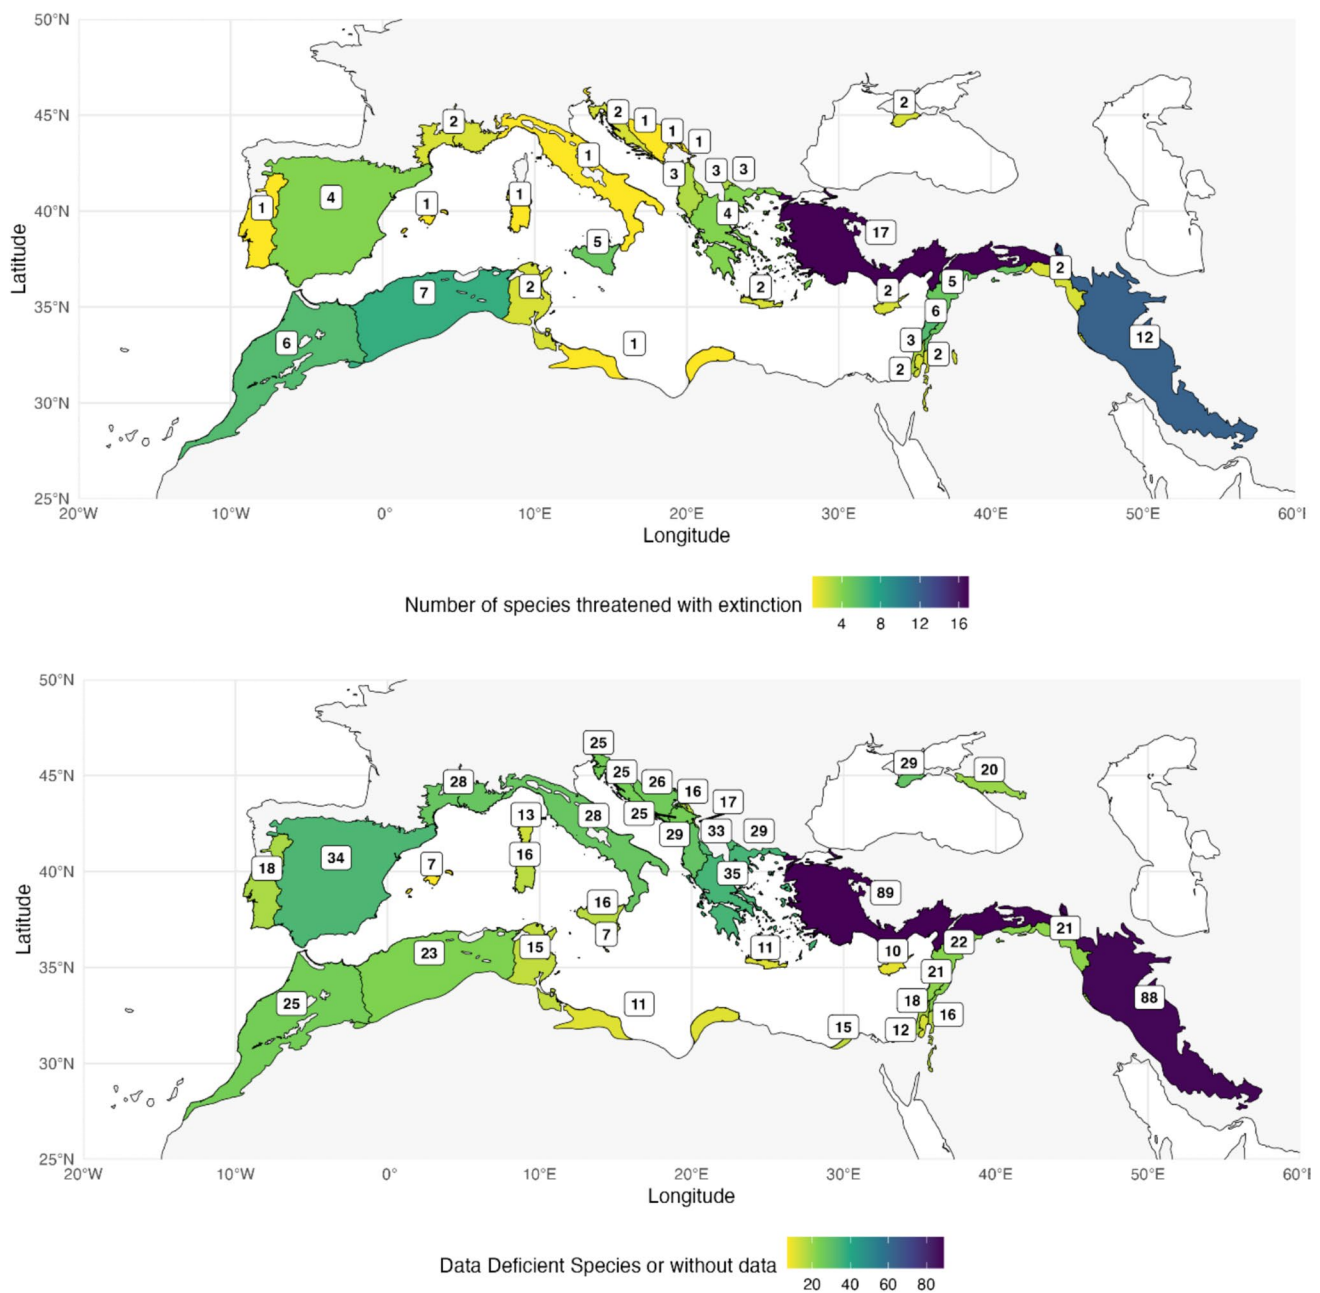 50°N
45°N
40°N
35°N
30°N
25°N
Latitude
2
2
2
1
1
1
1
3
3
3
1
4
1
1
4
5
17
7
2
2
2
2
5
6
6
1
3
2
2
12
20°W
10°W
0°
10°E
20°E
30°E
40°E
50°E
60°I
Longitude
Number of species threatened with extinction
4
8
12
16
50°N
45°N
40°N
35°N
30°N
25°N
Latitude
25
28
25
26
29
20
16
17
13
28
25
29
33
29
18
34
7
16
35
89
16
7
23
15
11
10
22
21
21
25
11
18
16
15
12
88
20°W
10°W
0°
10°E
20°E
30°E
40°E
50°E
60°I
Longitude
Data Deficient Species or without data
20
40
60
80